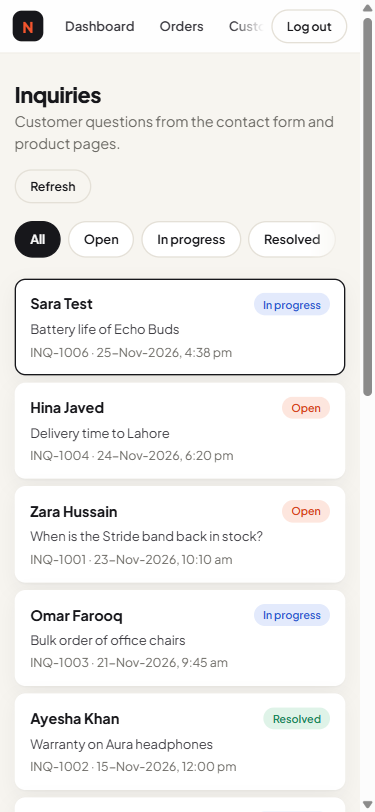 N
Dashboard Orders Log out
Inquiries
Customer questions from the contact form and
product pages.
Refresh
All Open In progress Resolved
Sara Test In progress
Battery life of Echo Buds
INQ-1006 · 25-Nov-2026, 4:38 pm
Hina Javed Open
Delivery time to Lahore
INQ-1004 · 24-Nov-2026, 6:20 pm
Zara Hussain Open
When is the Stride band back in stock?
INQ-1001 · 23-Nov-2026, 10:10 am
Omar Farooq In progress
Bulk order of office chairs
INQ-1003 · 21-Nov-2026, 9:45 am
Ayesha Khan Resolved
Warranty on Aura headphones
INQ-1002 · 15-Nov-2026, 12:00 pm